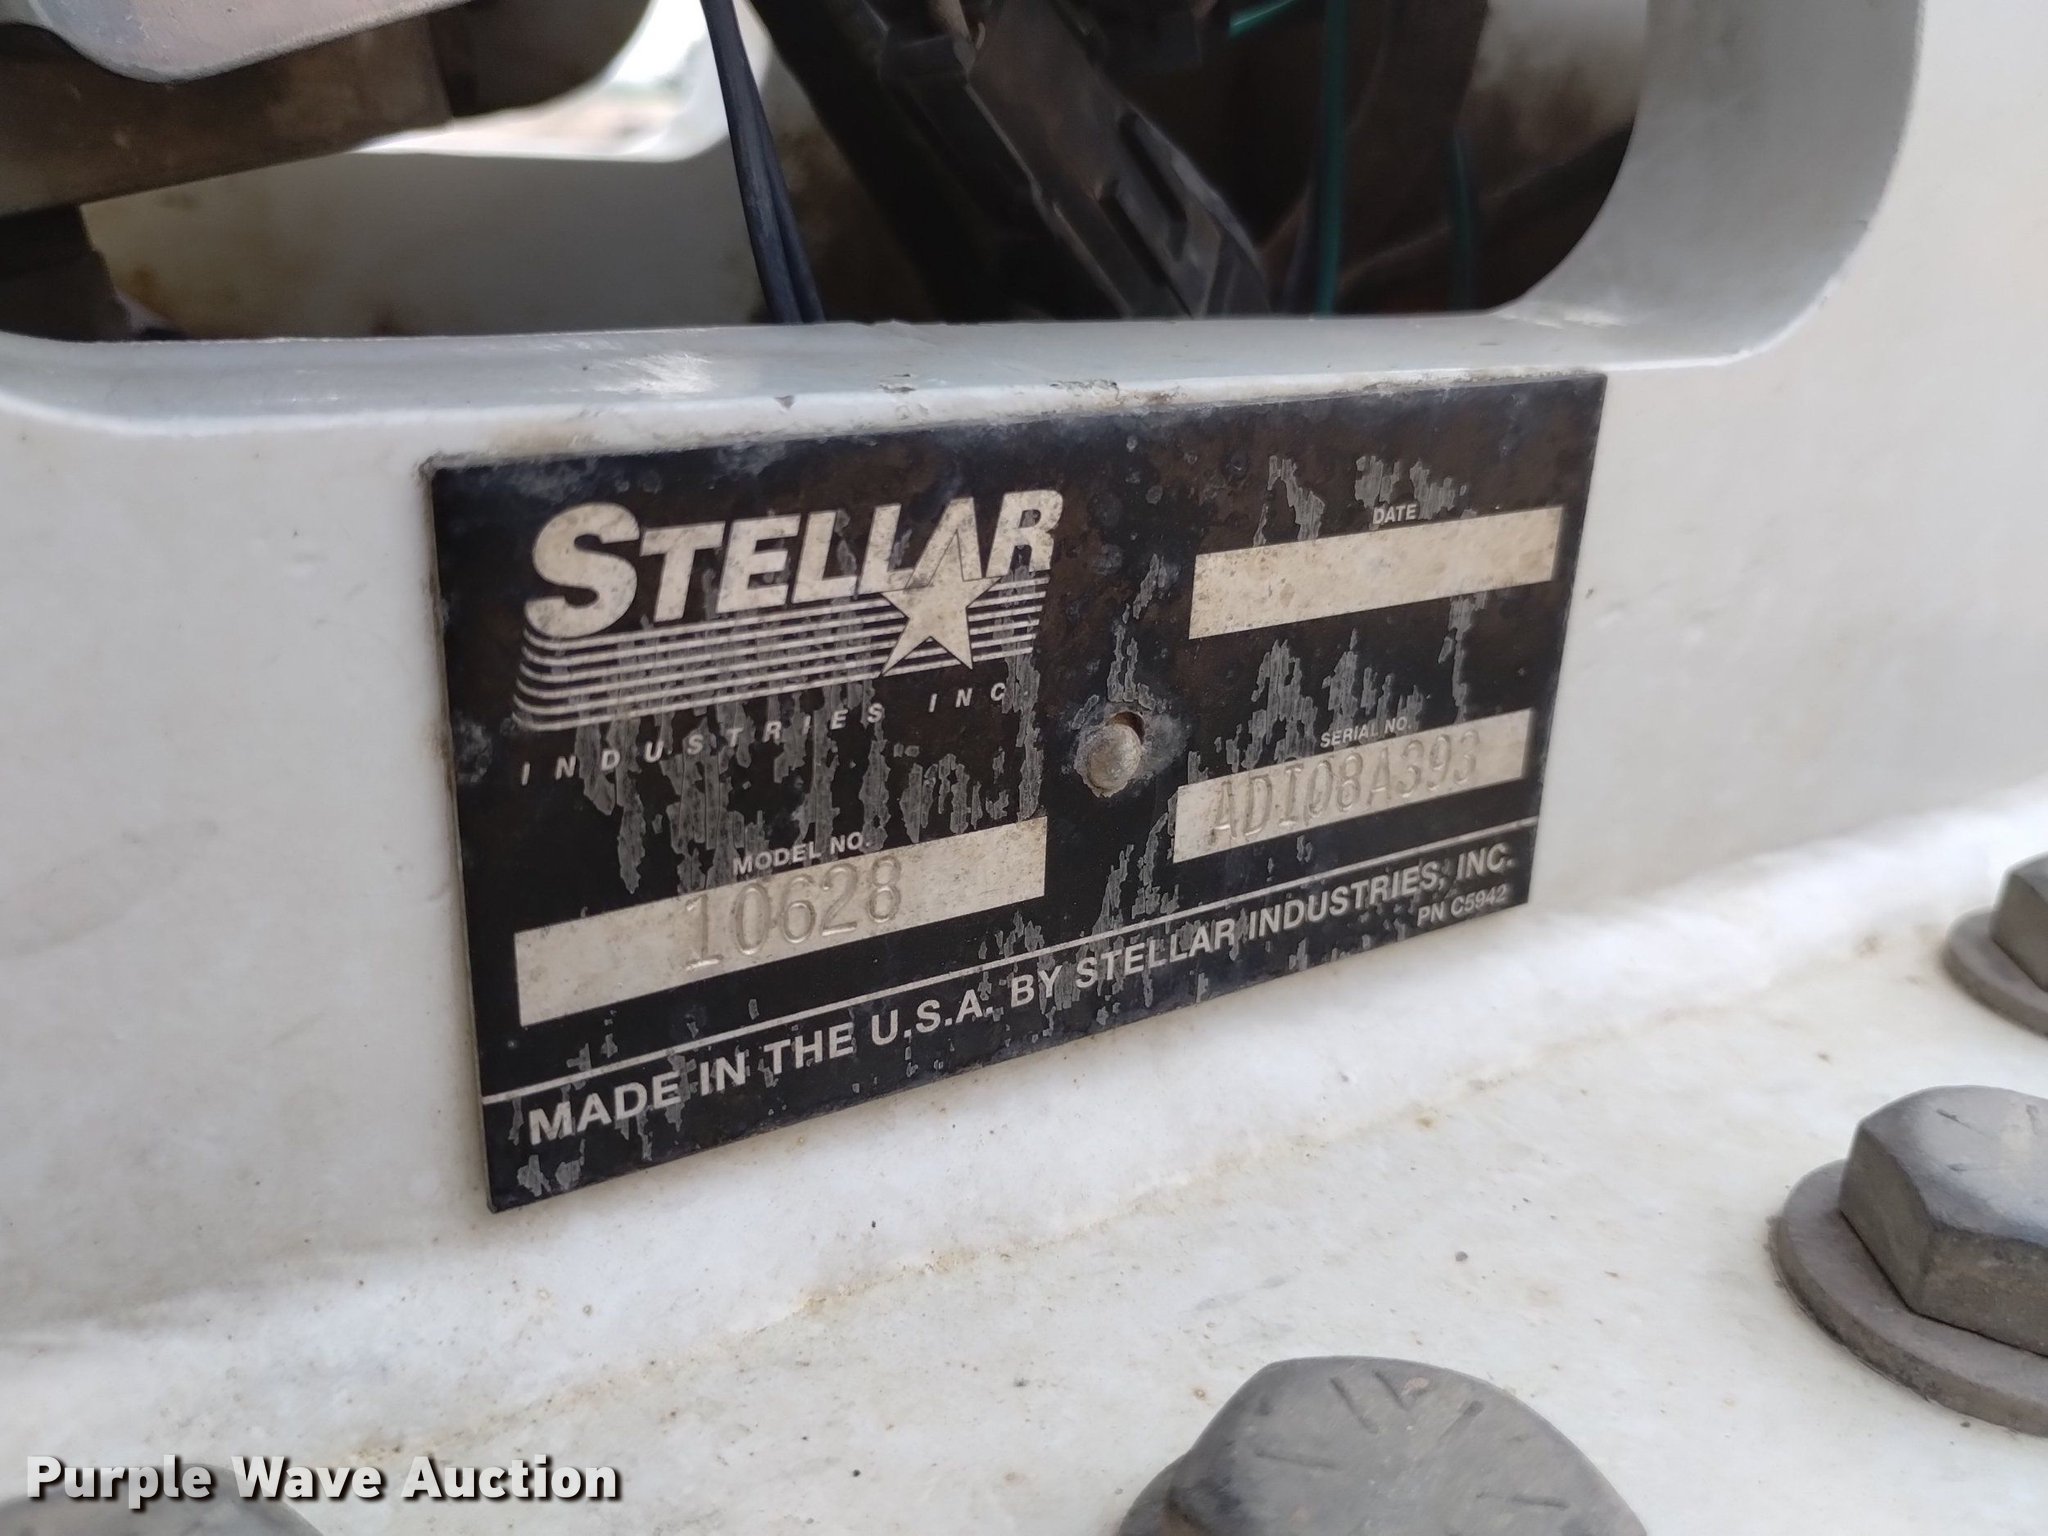 STELLAR
INDUSTRIES INC.
DATE
SERIAL NO.
ADI08A393
MODEL NO.
10628
MADE IN THE U.S.A. BY STELLAR INDUSTRIES, INC.
PN C5942
Purple Wave Auction